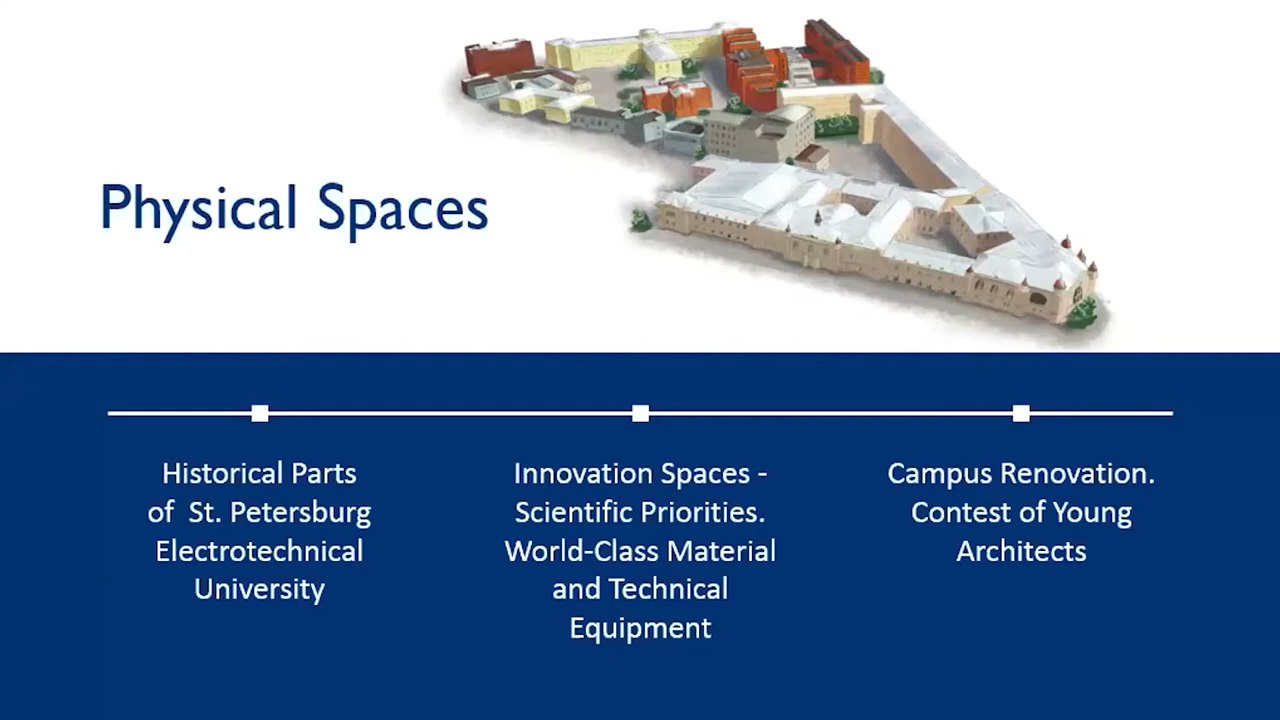 Physical Spaces
Historical Parts
of St. Petersburg
Electrotechnical
University
Innovation Spaces -
Scientific Priorities.
World-Class Material
and Technical
Equipment
Campus Renovation.
Contest of Young
Architects